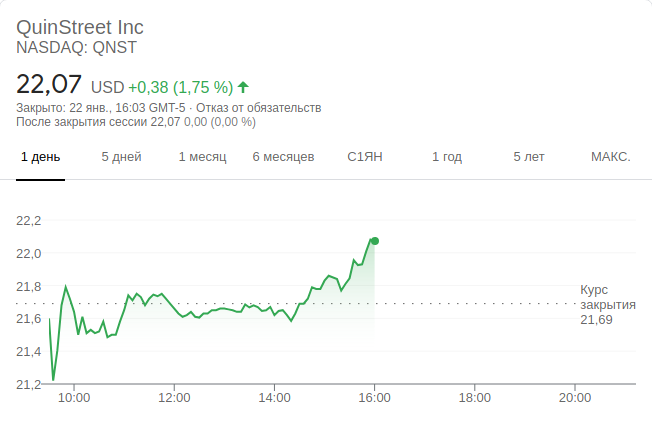 QuinStreet Inc
NASDAQ: QNST
22,07 USD +0,38 (1,75 %)
Закрыто: 22 янв., 16:03 GMT-5 · Отказ от обязательств
После закрытия сессии 22,07 0,00 (0,00 %)
1 день 5 дней 1 месяц 6 месяцев С1ЯН 1 год 5 лет МАКС.
22,2
22,0
21,8
21,6
21,4
21,2
Курс
закрытия
21,69
10:00 12:00 14:00 16:00 18:00 20:00